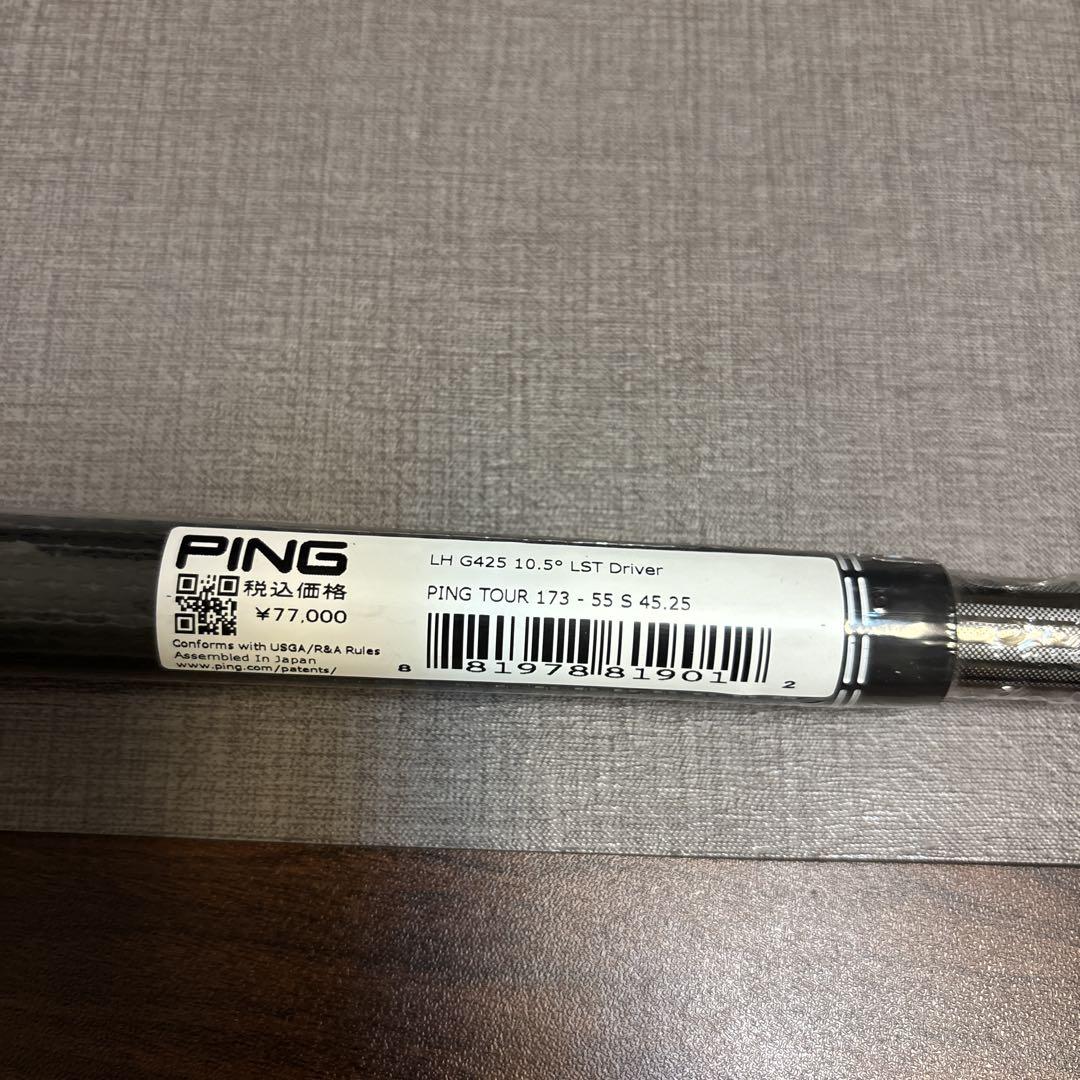 PING
税込価格
¥77,000
Conforms with USGA/R&A Rules
Assembled In Japan
www.ping.com/patents/
LH G425 10.5° LST Driver
PING TOUR 173 - 55 S 45.25
8 81978 81901 2